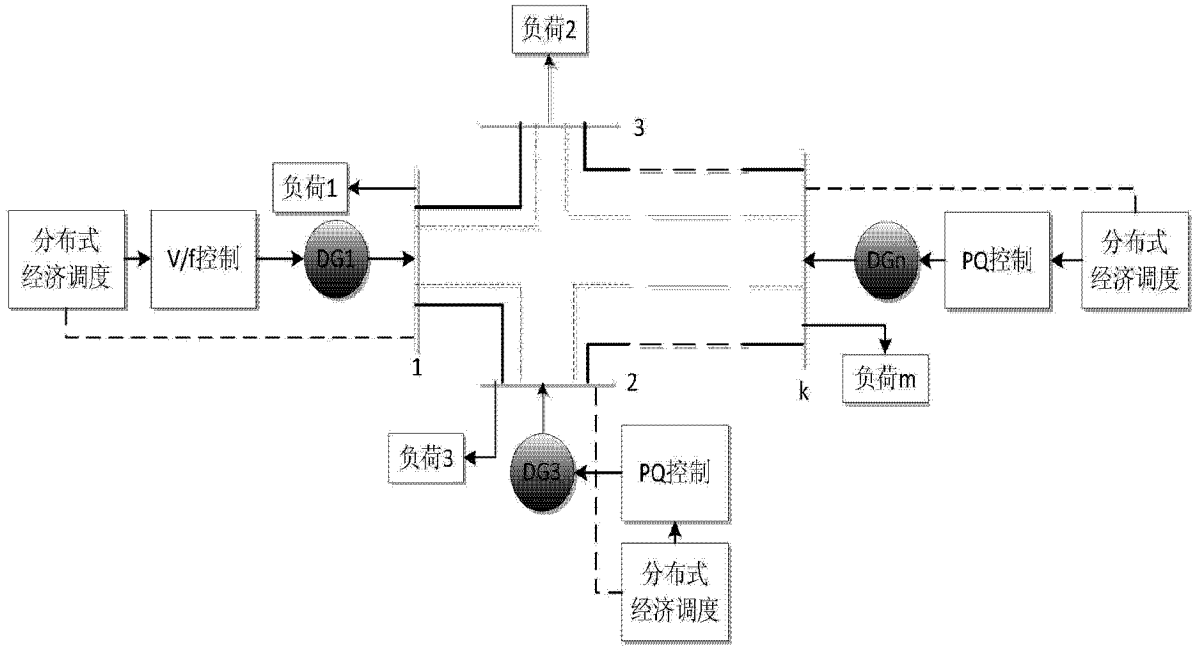 负荷2
3
负荷1
分布式
经济调度
V/f控制
DG1
DGn
PQ控制
分布式
经济调度
1
2
k
负荷m
负荷3
DG3
PQ控制
分布式
经济调度